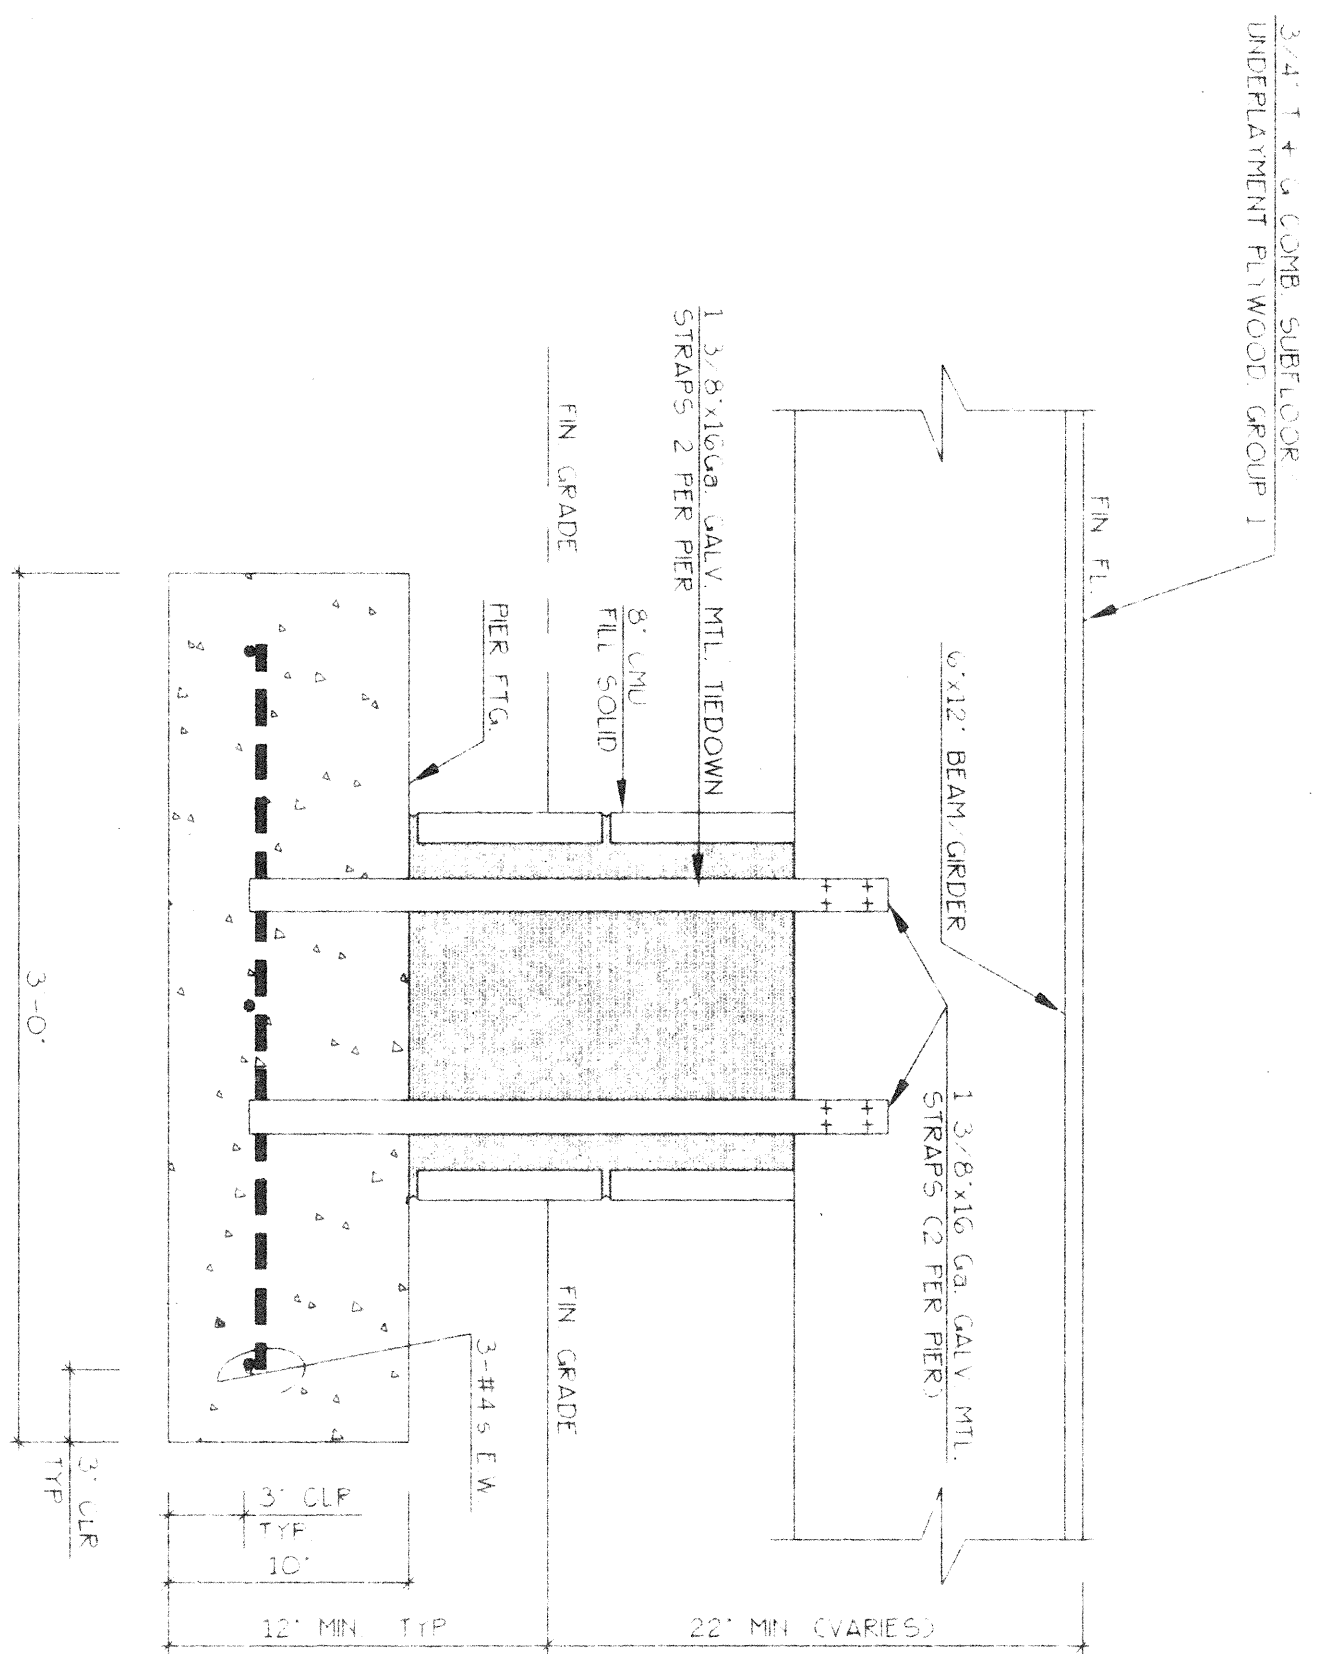 3/4" T + G COMB. SUBFLOOR
UNDERLAYMENT PLYWOOD, GROUP 1
FIN FL.
6"x12" BEAM/GIRDER
1 3/8"x16 Ga. GALV. MTL.
STRAPS (2 PER PIER)
1 3/8"x16Ga. GALV. MTL. TIEDOWN
STRAPS 2 PER PIER
8" CMU
FILL SOLID
FIN GRADE
FIN GRADE
PIER FTG.
3-#4s E.W.
3" CLR
TYP
10"
12" MIN. TYP
22" MIN (VARIES)
3" CLR
TYP
3'-0"